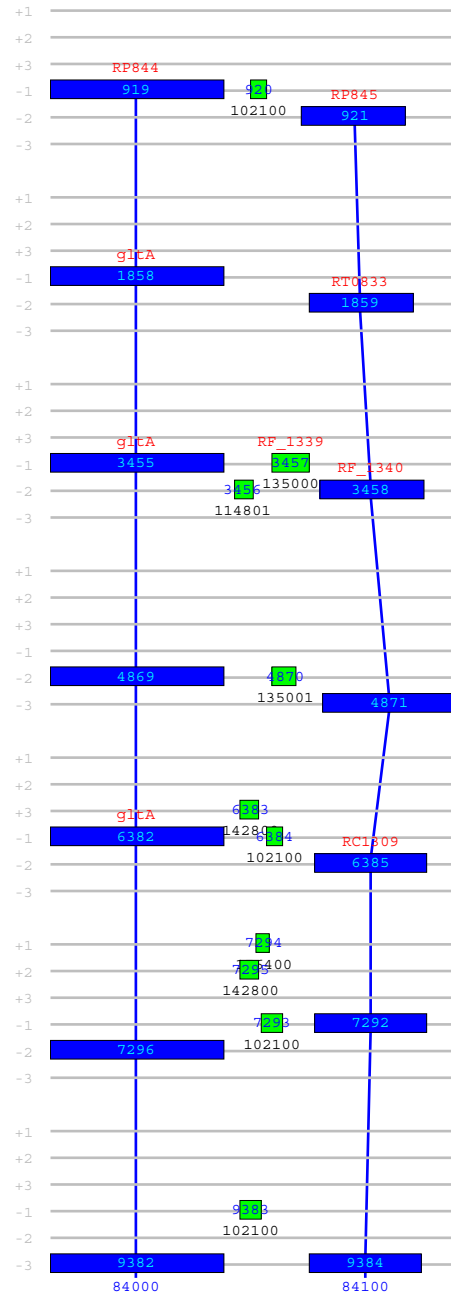 +1
+2
+3
RP844
-1 919 920
102100 RP845
-2 921
-3
+1
+2
+3
gltA
-1 1858
RT0833
-2 1859
-3
+1
+2
+3
gltA RF_1339
-1 3455 3457
135000 RF_1340
-2 3456 3458
114801
-3
+1
+2
+3
-1
-2 4869 4870
135001
-3 4871
+1
+2
+3 6383
gltA
-1 6382 6384
102100 RC1309
-2 6385
-3
+1 7294
+2 7295
142800
+3
-1 7293 7292
102100
-2 7296
-3
+1
+2
+3
-1 9383
102100
-2
-3 9382 9384
84000 84100